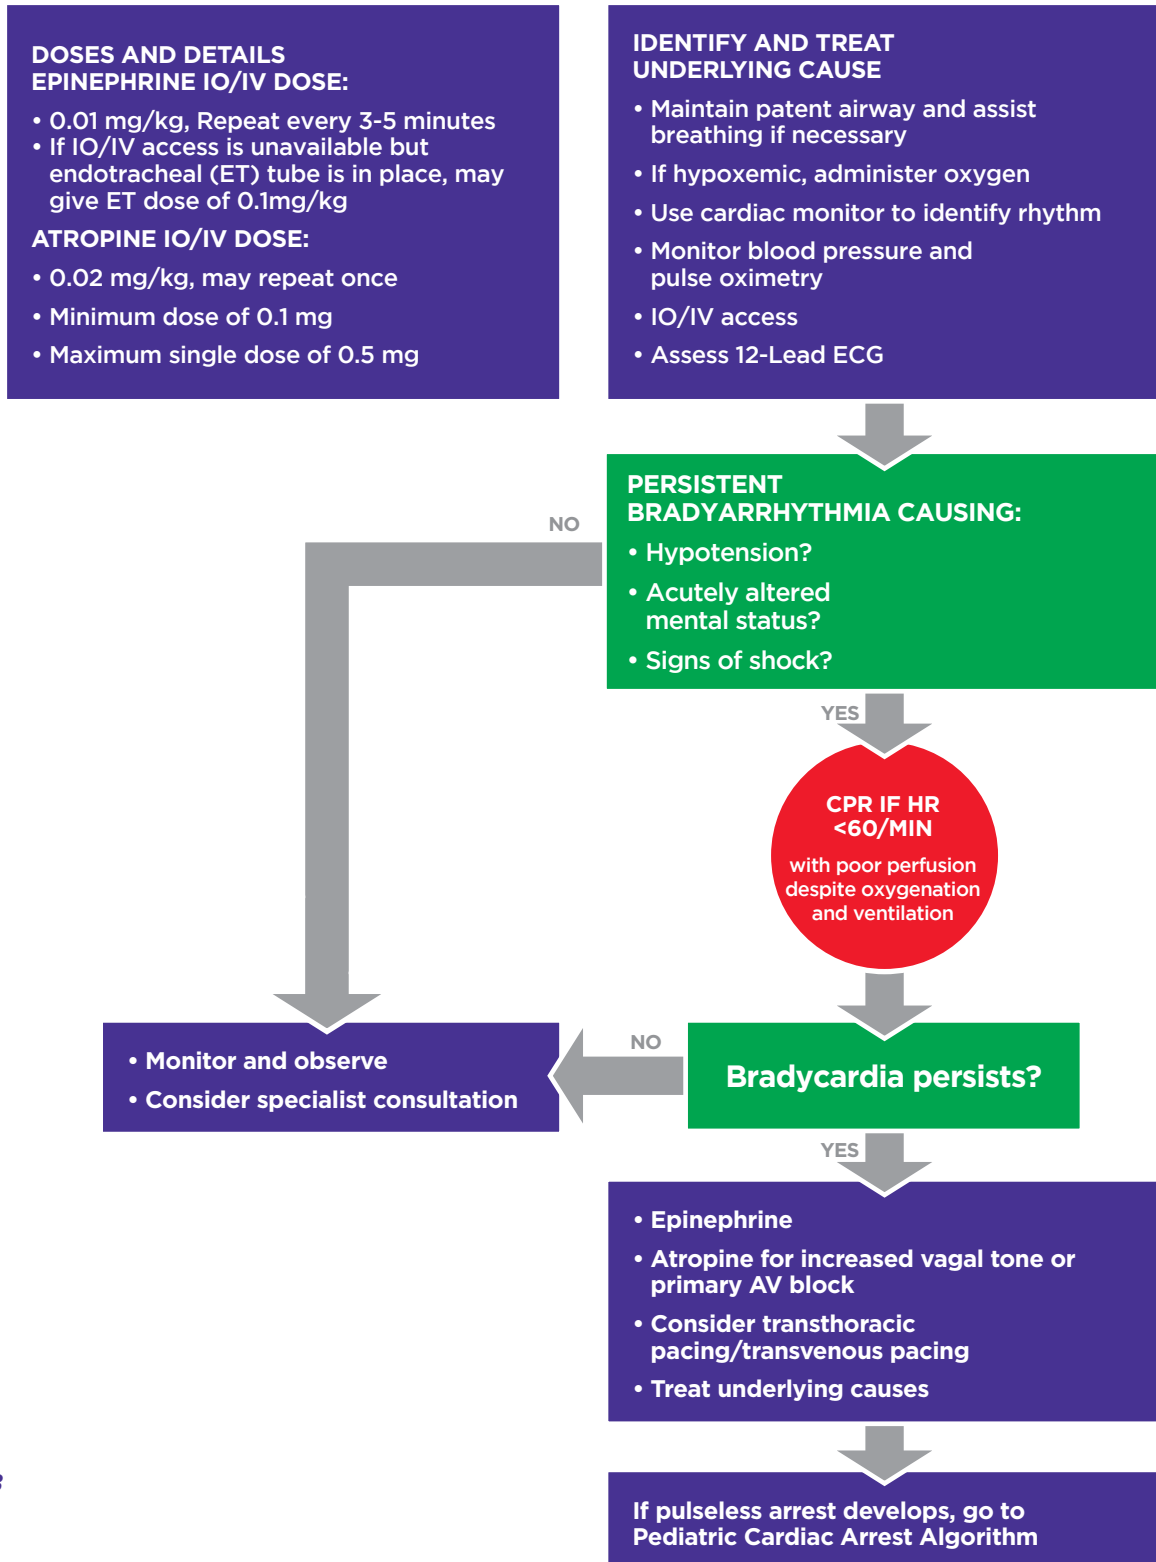 DOSES AND DETAILS
EPINEPHRINE IO/IV DOSE:
• 0.01 mg/kg, Repeat every 3-5 minutes
• If IO/IV access is unavailable but
endotracheal (ET) tube is in place, may
give ET dose of 0.1mg/kg
ATROPINE IO/IV DOSE:
• 0.02 mg/kg, may repeat once
• Minimum dose of 0.1 mg
• Maximum single dose of 0.5 mg
IDENTIFY AND TREAT
UNDERLYING CAUSE
• Maintain patent airway and assist
breathing if necessary
• If hypoxemic, administer oxygen
• Use cardiac monitor to identify rhythm
• Monitor blood pressure and
pulse oximetry
• IO/IV access
• Assess 12-Lead ECG
PERSISTENT
BRADYARRHYTHMIA CAUSING:
• Hypotension?
• Acutely altered
mental status?
• Signs of shock?
NO
YES
CPR IF HR
<60/MIN
with poor perfusion
despite oxygenation
and ventilation
Bradycardia persists?
NO
• Monitor and observe
• Consider specialist consultation
YES
• Epinephrine
• Atropine for increased vagal tone or
primary AV block
• Consider transthoracic
pacing/transvenous pacing
• Treat underlying causes
If pulseless arrest develops, go to
Pediatric Cardiac Arrest Algorithm